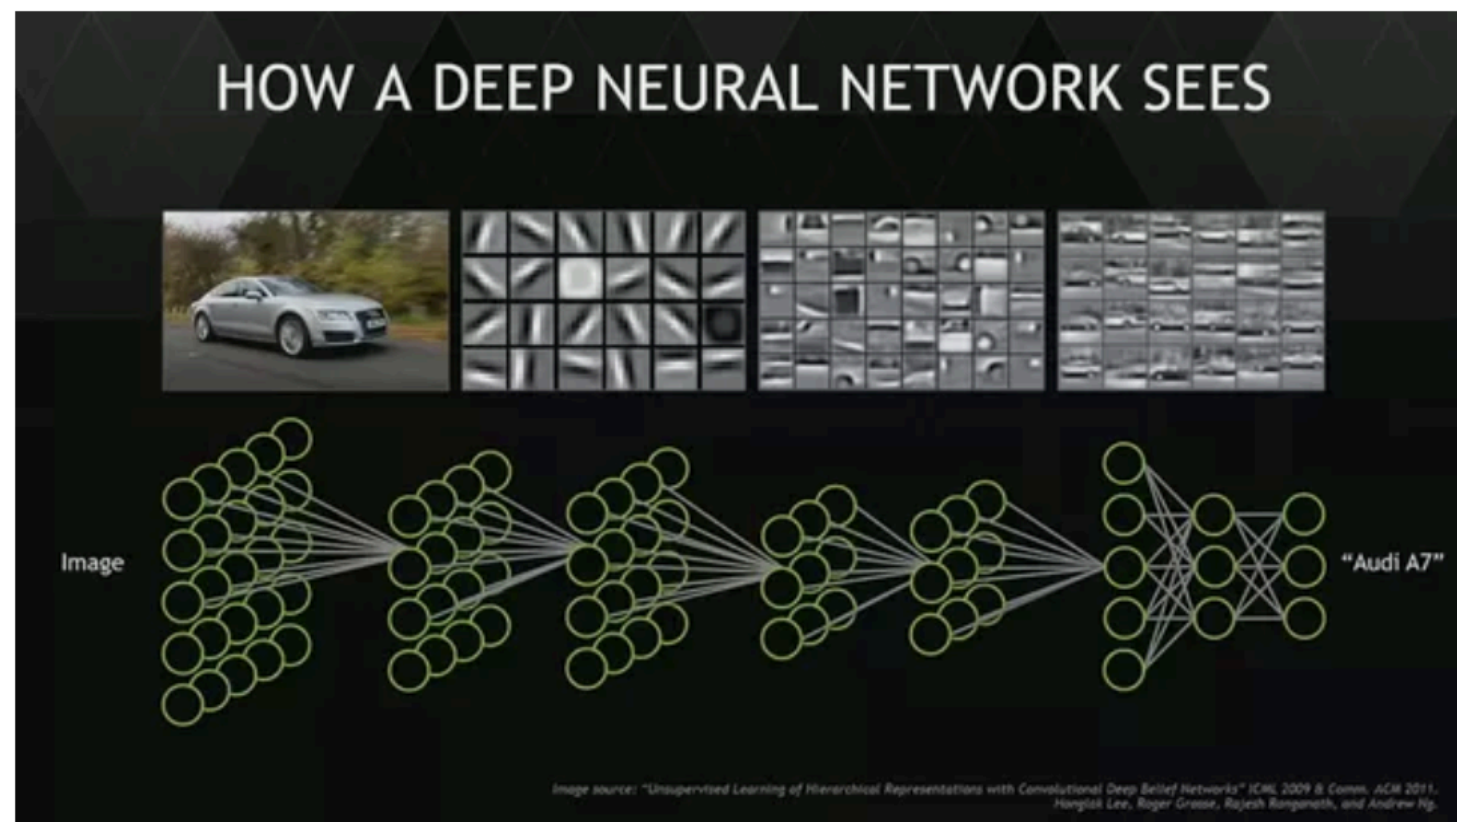 HOW A DEEP NEURAL NETWORK SEES
Image
“Audi A7”
Image source: “Unsupervised Learning of Hierarchical Representations with Convolutional Deep Belief Networks” ICML 2009 & Comm. ACM 2011.
Honglak Lee, Roger Grosse, Rajesh Ranganath, and Andrew Ng.